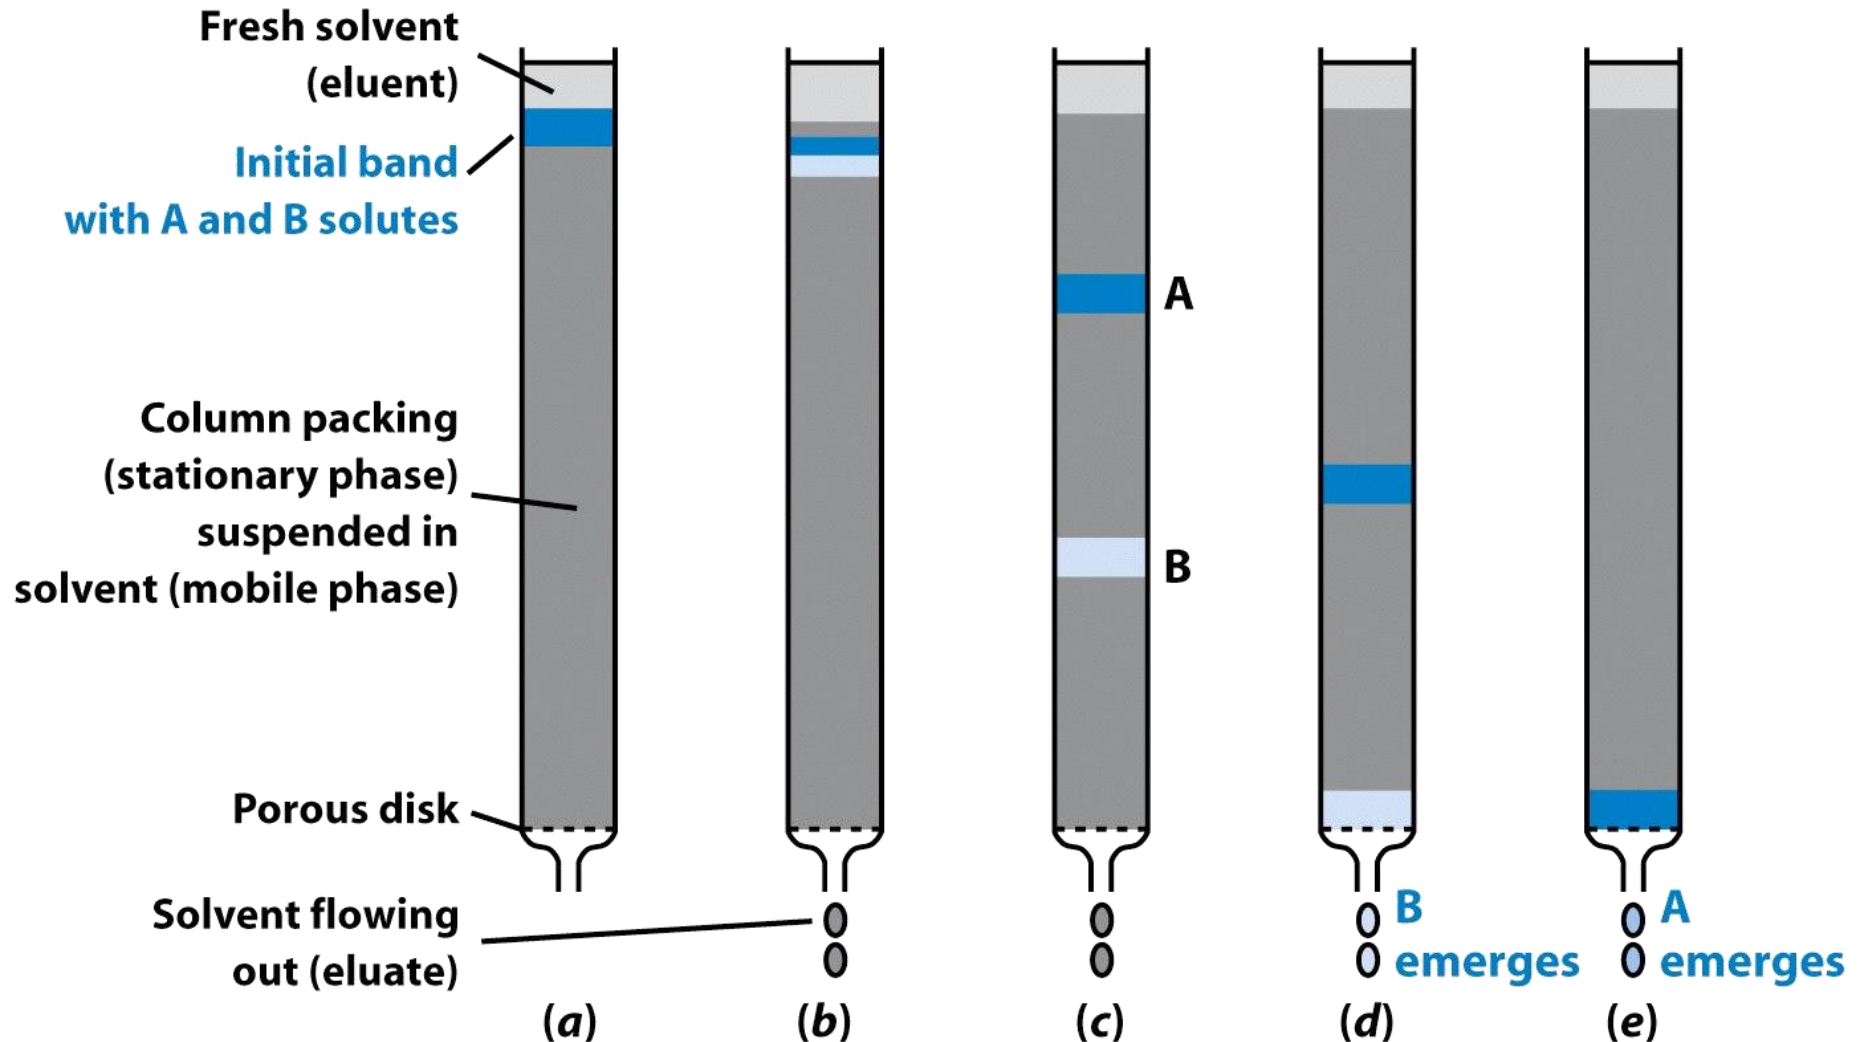 Fresh solvent
(eluent)
Initial band
with A and B solutes
Column packing
(stationary phase)
suspended in
solvent (mobile phase)
Porous disk
Solvent flowing
out (eluate)
A
B
B
emerges
A
emerges
(a)
(b)
(c)
(d)
(e)